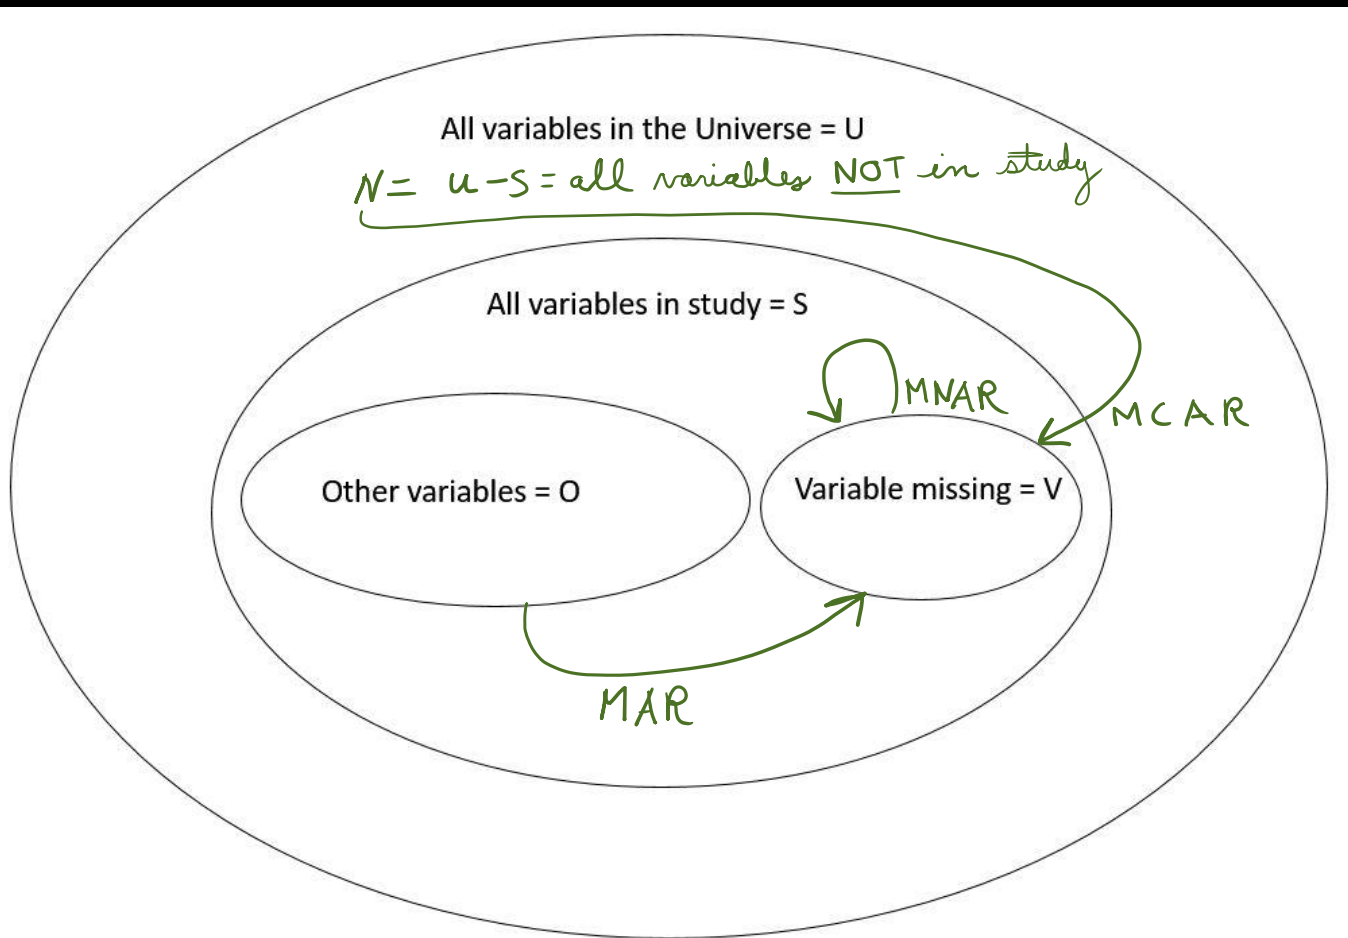 All variables in the Universe = U
N = U - S = all variables NOT in study
All variables in study = S
MNAR
MCAR
Other variables = O
Variable missing = V
MAR